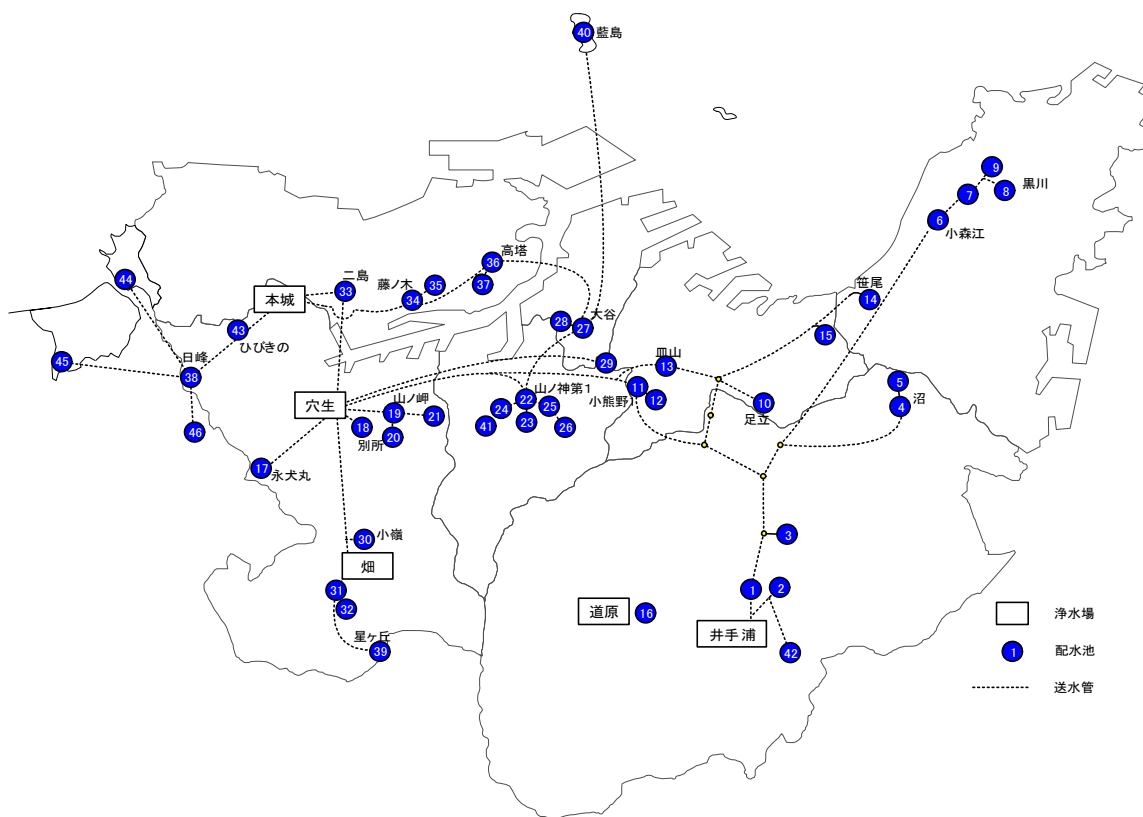 40 藍島
9
黒川
7
8
6
小森江
高塔
36
44
二島
藤ノ木
35
37
33
34
本城
笹尾
14
43
ひびきの
大谷
28
27
15
45
日峰
38
29
皿山
13
5
4
沼
穴生
山ノ岬
19
21
18
別所
20
山ノ神第1
22
24
25
41
23
26
小熊野
11
12
10
足立
46
17
永犬丸
30
小嶺
畑
3
31
32
1
2
道原
16
井手浦
星ヶ丘
39
42
浄水場
1
配水池
送水管